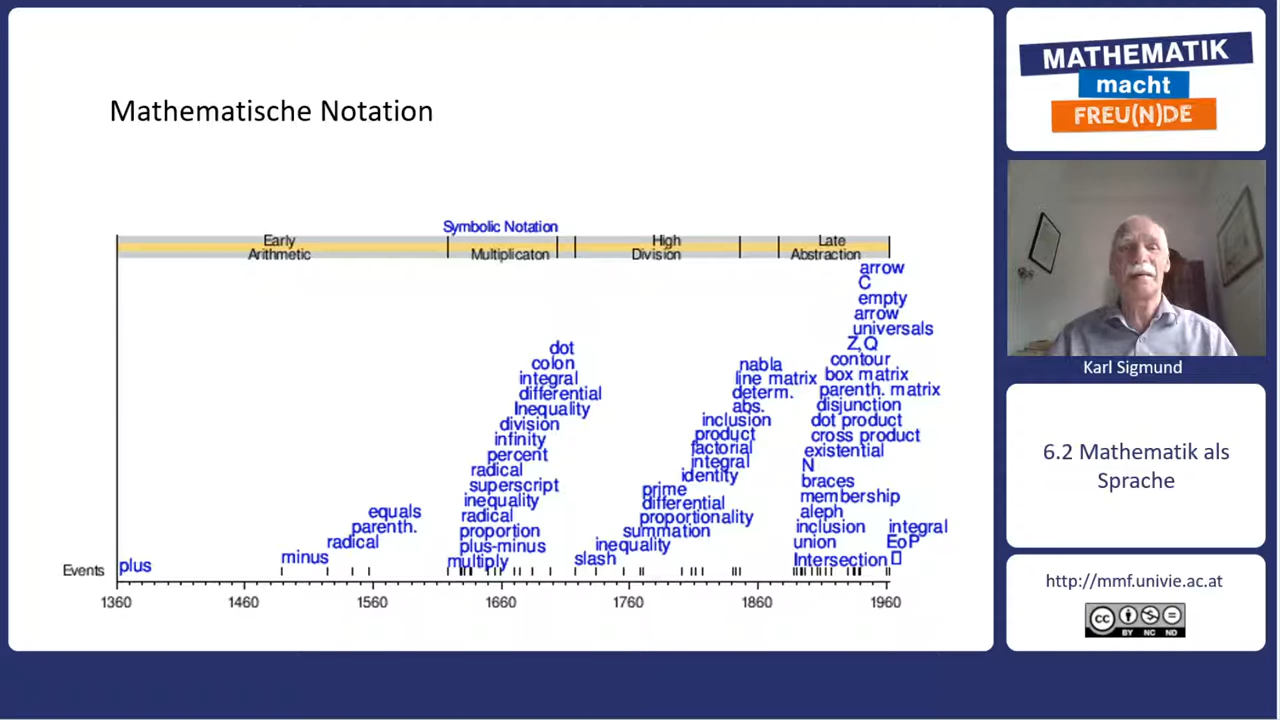 Mathematische Notation
Symbolic Notation
Early
High
Late
Arithmetic
Multiplicaton
Division
Abstraction
arrow
C
empty
arrow
universals
Z,Q
dot
contour
colon
nabla
box matrix
integral
line matrix
parenth. matrix
differential
determ.
disjunction
Inequality
abs.
dot product
division
inclusion
cross product
infinity
product
existential
percent
factorial
N
radical
integral
braces
superscript
identity
membership
inequality
prime
aleph
equals
radical
differential
inclusion
integral
parenth.
proportion
proportionality
union
EoP
radical
plus-minus
summation
Intersection
minus
multiply
inequality
plus
slash
Events
1360
1460
1560
1660
1760
1860
1960
MATHEMATIK
macht
FREU(N)DE
Karl Sigmund
6.2 Mathematik als
Sprache
http://mmf.univie.ac.at
CC
BY NC ND